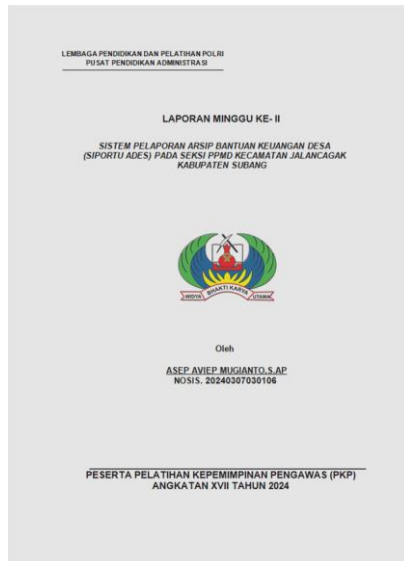 LEMBAGA PENDIDIKAN DAN PELATIHAN POLRI
PUSAT PENDIDIKAN ADMINISTRASI
LAPORAN MINGGU KE- II
SISTEM PELAPORAN ARSIP BANTUAN KEUANGAN DESA
(SIPORTU ADES) PADA SEKSI PPMD KECAMATAN JALANCAGAK
KABUPATEN SUBANG
WIDYA BHAKTI KARYA UTAMA
Oleh
ASEP AVIEP MUGIANTO,S.AP
NOSIS. 20240307030106
PESERTA PELATIHAN KEPEMIMPINAN PENGAWAS (PKP)
ANGKATAN XVII TAHUN 2024